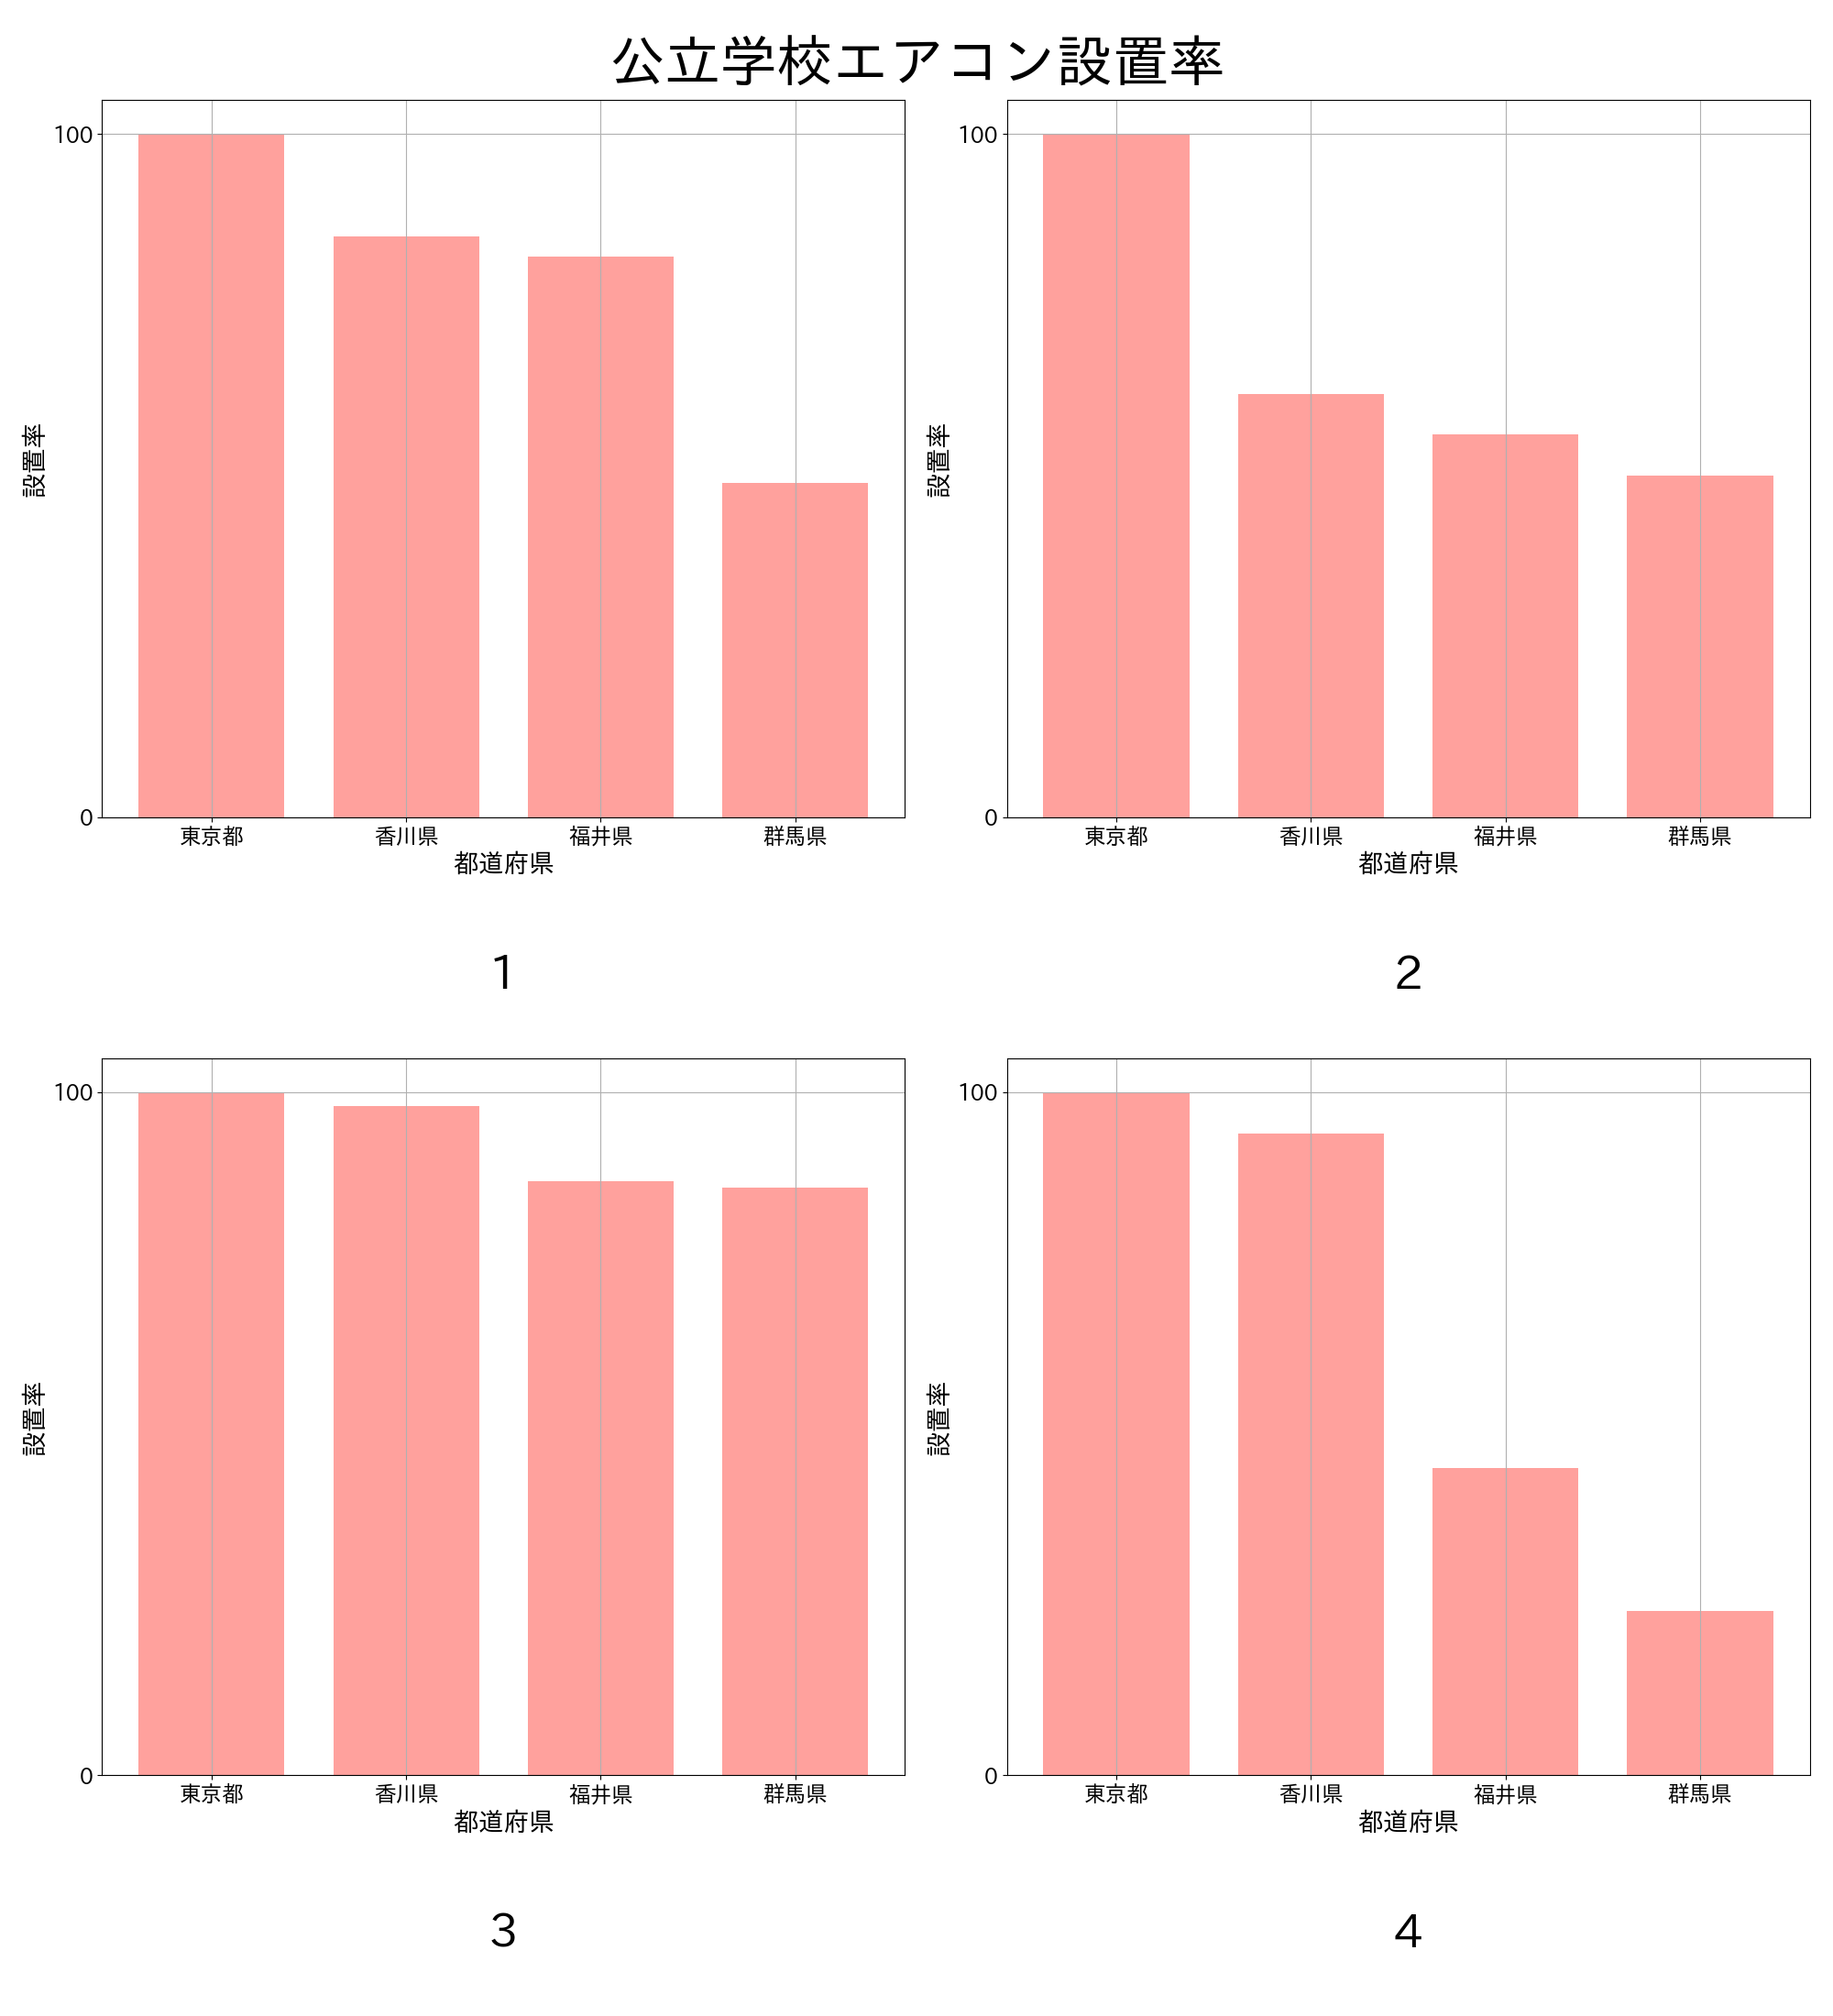 公立学校エアコン設置率
100
0
設置率
東京都 香川県 福井県 群馬県
都道府県
1
100
0
設置率
東京都 香川県 福井県 群馬県
都道府県
2
100
0
設置率
東京都 香川県 福井県 群馬県
都道府県
3
100
0
設置率
東京都 香川県 福井県 群馬県
都道府県
4